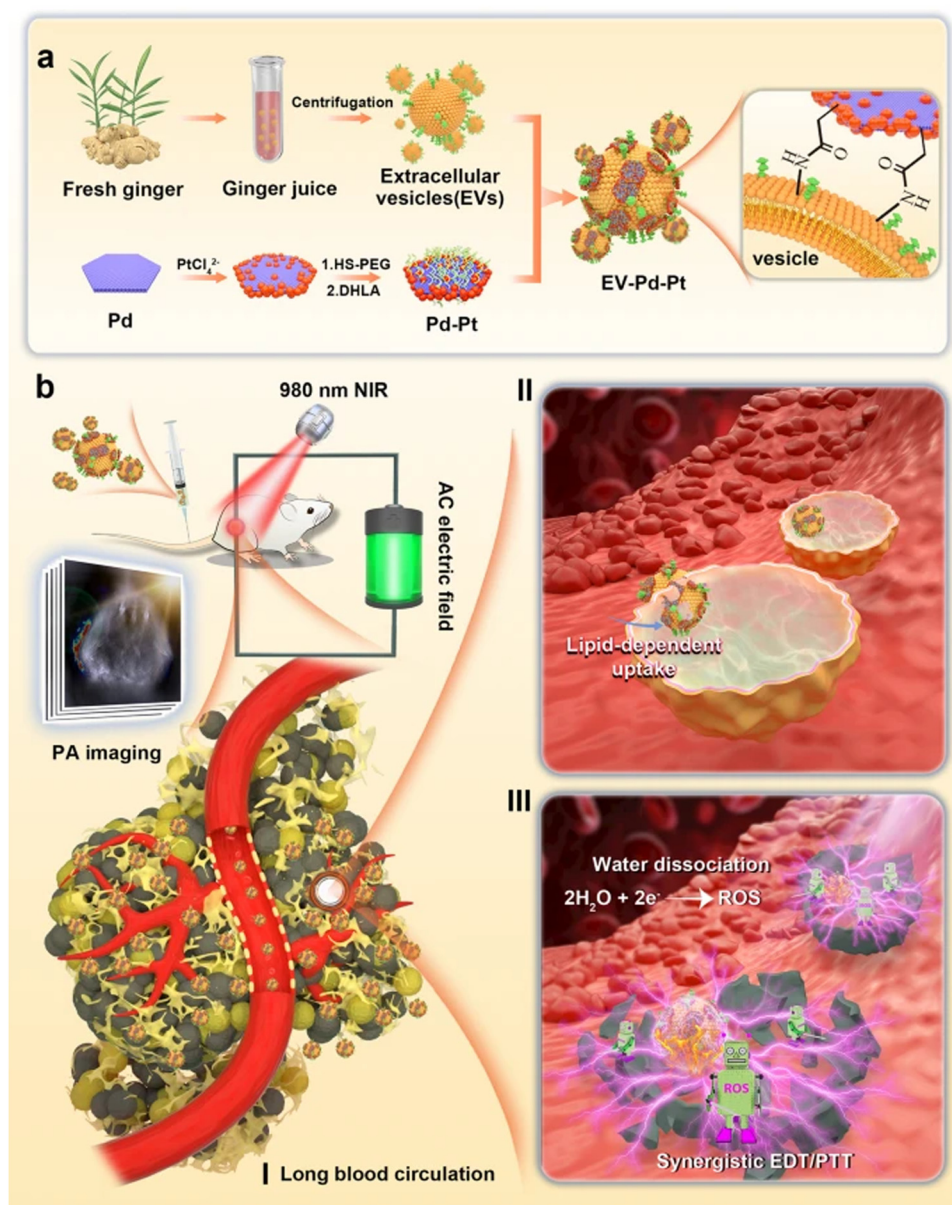 a
Centrifugation
Fresh ginger
Ginger juice
Extracellular
vesicles(EVs)
PtCl₄²⁻
1.HS-PEG
2.DHLA
Pd
Pd-Pt
EV-Pd-Pt
O
N
H
O
N
H
vesicle
b
980 nm NIR
AC electric field
PA imaging
I Long blood circulation
II
Lipid-dependent
uptake
III
Water dissociation
2H₂O + 2e⁻ → ROS
ROS
Synergistic EDT/PTT